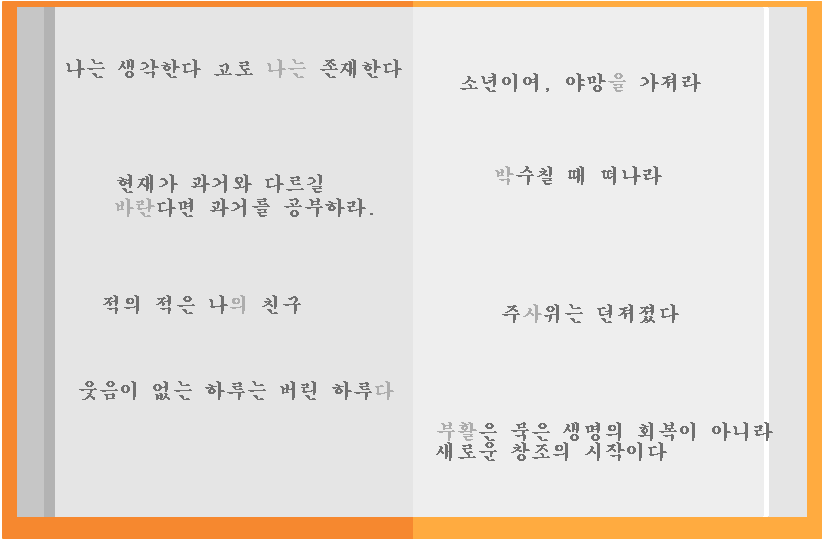 나는 생각한다 고로 나는 존재한다
현재가 과거와 다르길
바란다면 과거를 공부하라.
적의 적은 나의 친구
웃음이 없는 하루는 버린 하루다
소년이여, 야망을 가져라
박수칠 때 떠나라
주사위는 던져졌다
부활은 묵은 생명의 회복이 아니라
새로운 창조의 시작이다